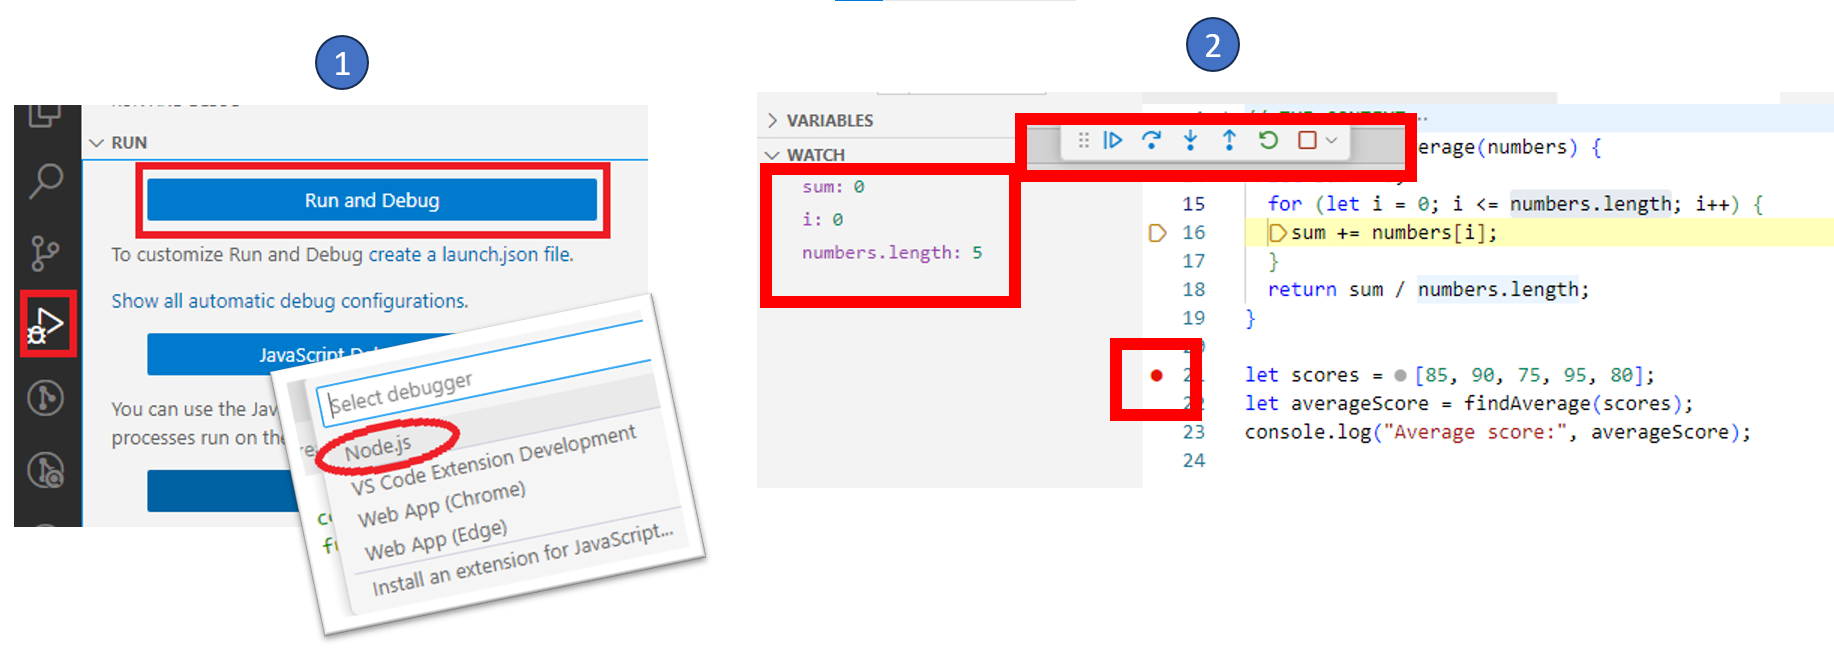 1
RUN
Run and Debug
To customize Run and Debug create a launch.json file.
Show all automatic debug configurations.
JavaScript
You can use the
processes run on the
Select debugger
Node.js
VS Code Extension Development
Web App (Chrome)
Web App (Edge)
Install an extension for JavaScript...
2
VARIABLES
WATCH
sum: 0
i: 0
numbers.length: 5
erage(numbers) {
15 for (let i = 0; i <= numbers.length; i++) {
16 sum += numbers[i];
17 }
18 return sum / numbers.length;
19 }
21 let scores = [85, 90, 75, 95, 80];
22 let averageScore = findAverage(scores);
23 console.log("Average score:", averageScore);
24